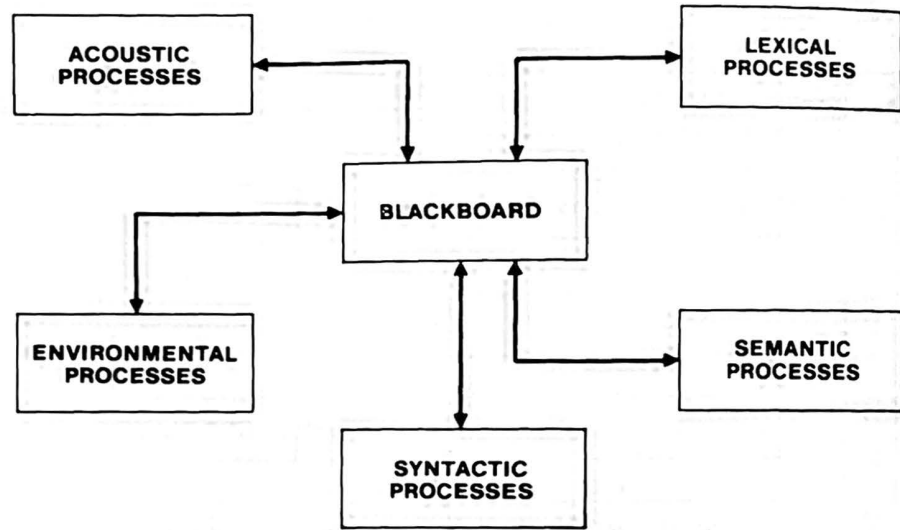 ACOUSTIC
PROCESSES
LEXICAL
PROCESSES
BLACKBOARD
ENVIRONMENTAL
PROCESSES
SEMANTIC
PROCESSES
SYNTACTIC
PROCESSES